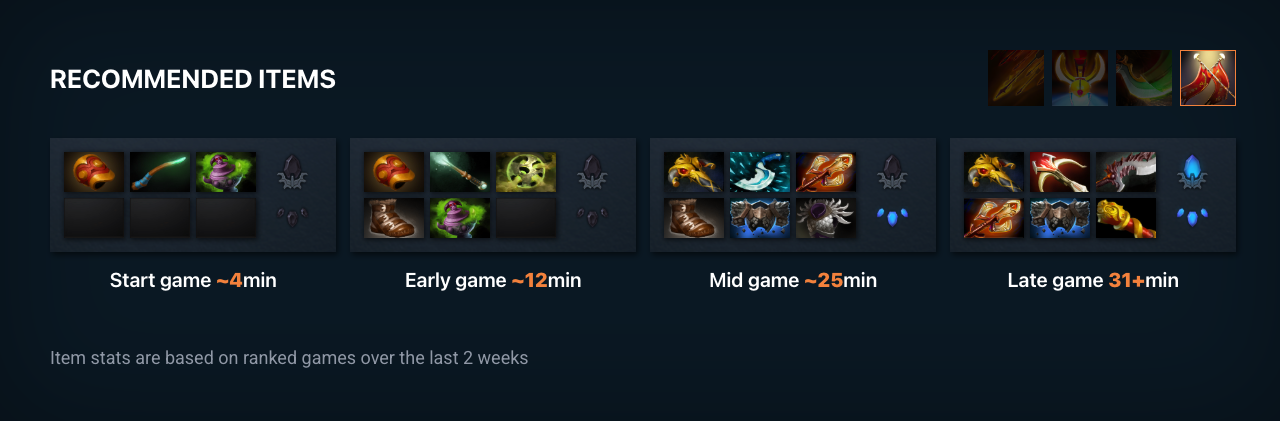 RECOMMENDED ITEMS
Start game ~4min
Early game ~12min
Mid game ~25min
Late game 31+min
Item stats are based on ranked games over the last 2 weeks